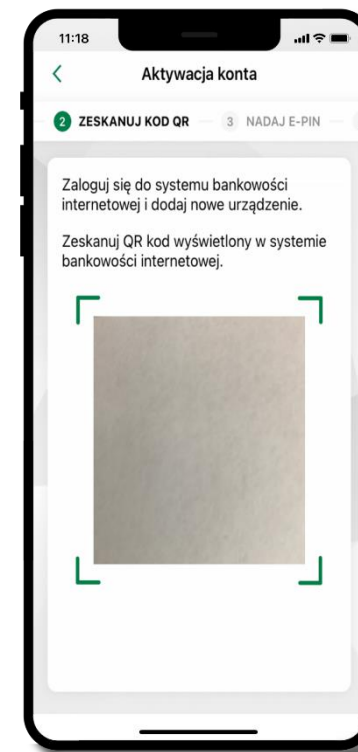 11:18
Aktywacja konta
2 ZESKANUJ KOD QR 3 NADAJ E-PIN
Zaloguj się do systemu bankowości
internetowej i dodaj nowe urządzenie.
Zeskanuj QR kod wyświetlony w systemie
bankowości internetowej.